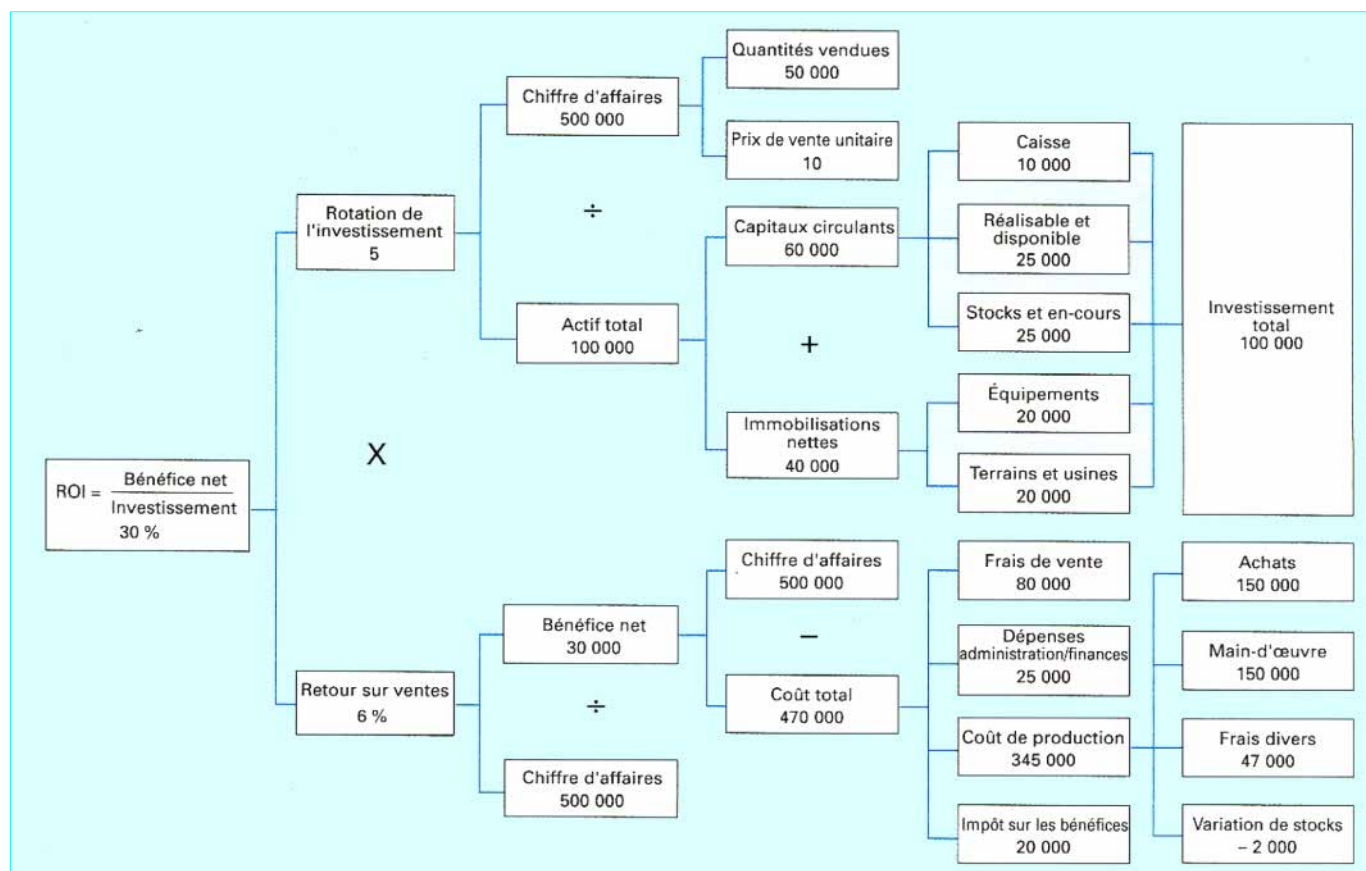 Quantités vendues
50 000
Chiffre d'affaires
500 000
Prix de vente unitaire
10
Caisse
10 000
Rotation de
l'investissement
5
÷
Capitaux circulants
60 000
Réalisable et
disponible
25 000
Actif total
100 000
+
Stocks et en-cours
25 000
Investissement
total
100 000
Équipements
20 000
Immobilisations
nettes
40 000
Terrains et usines
20 000
X
ROI = Bénéfice net
Investissement
30 %
Chiffre d'affaires
500 000
Frais de vente
80 000
Achats
150 000
Bénéfice net
30 000
−
Dépenses
administration/finances
25 000
Main-d'œuvre
150 000
Retour sur ventes
6 %
÷
Coût total
470 000
Coût de production
345 000
Frais divers
47 000
Chiffre d'affaires
500 000
Impôt sur les bénéfices
20 000
Variation de stocks
– 2 000